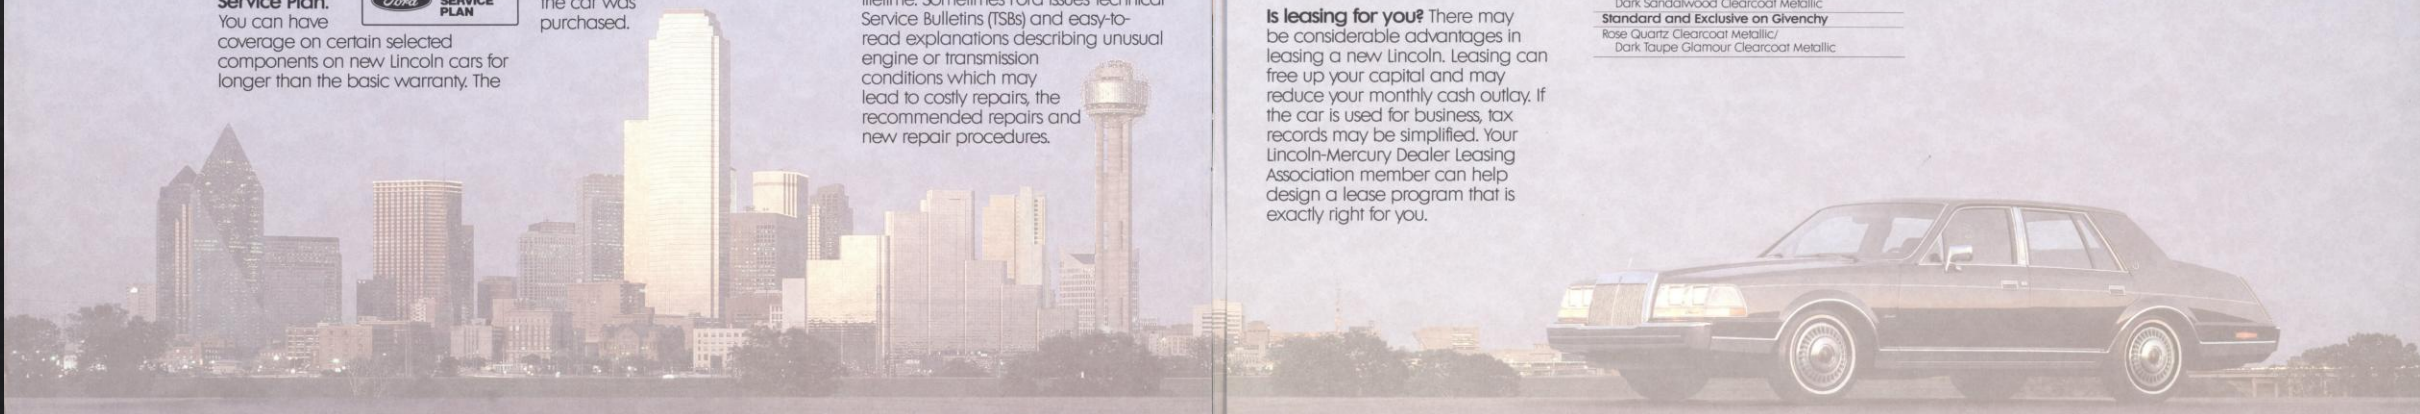 Service Plan.
You can have
coverage on certain selected
components on new Lincoln cars for
longer than the basic warranty. The
Ford
SERVICE
PLAN
the car was
purchased.
lifetime. Sometimes Ford issues Technical
Service Bulletins (TSBs) and easy-to-
read explanations describing unusual
engine or transmission
conditions which may
lead to costly repairs, the
recommended repairs and
new repair procedures.
Is leasing for you? There may
be considerable advantages in
leasing a new Lincoln. Leasing can
free up your capital and may
reduce your monthly cash outlay. If
the car is used for business, tax
records may be simplified. Your
Lincoln-Mercury Dealer Leasing
Association member can help
design a lease program that is
exactly right for you.
Dark Sandalwood Clearcoat Metallic
Standard and Exclusive on Givenchy
Rose Quartz Clearcoat Metallic/
Dark Taupe Glamour Clearcoat Metallic